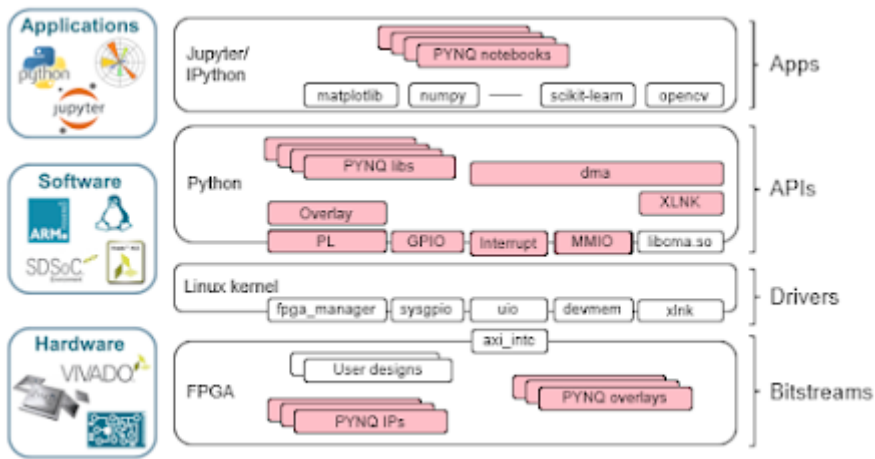 Applications
python
jupyter
Software
ARM
SDSoC
Environment
Hardware
VIVADO
Jupyter/
IPython
PYNQ notebooks
matplotlib
numpy
scikit-learn
opencv
Apps
Python
PYNQ libs
dma
Overlay
XLNK
PL
GPIO
Interrupt
MMIO
libcma.so
APIs
Linux kernel
fpga_manager
sysgpio
uio
devmem
xlnk
Drivers
axi_intc
FPGA
User designs
PYNQ IPs
PYNQ overlays
Bitstreams